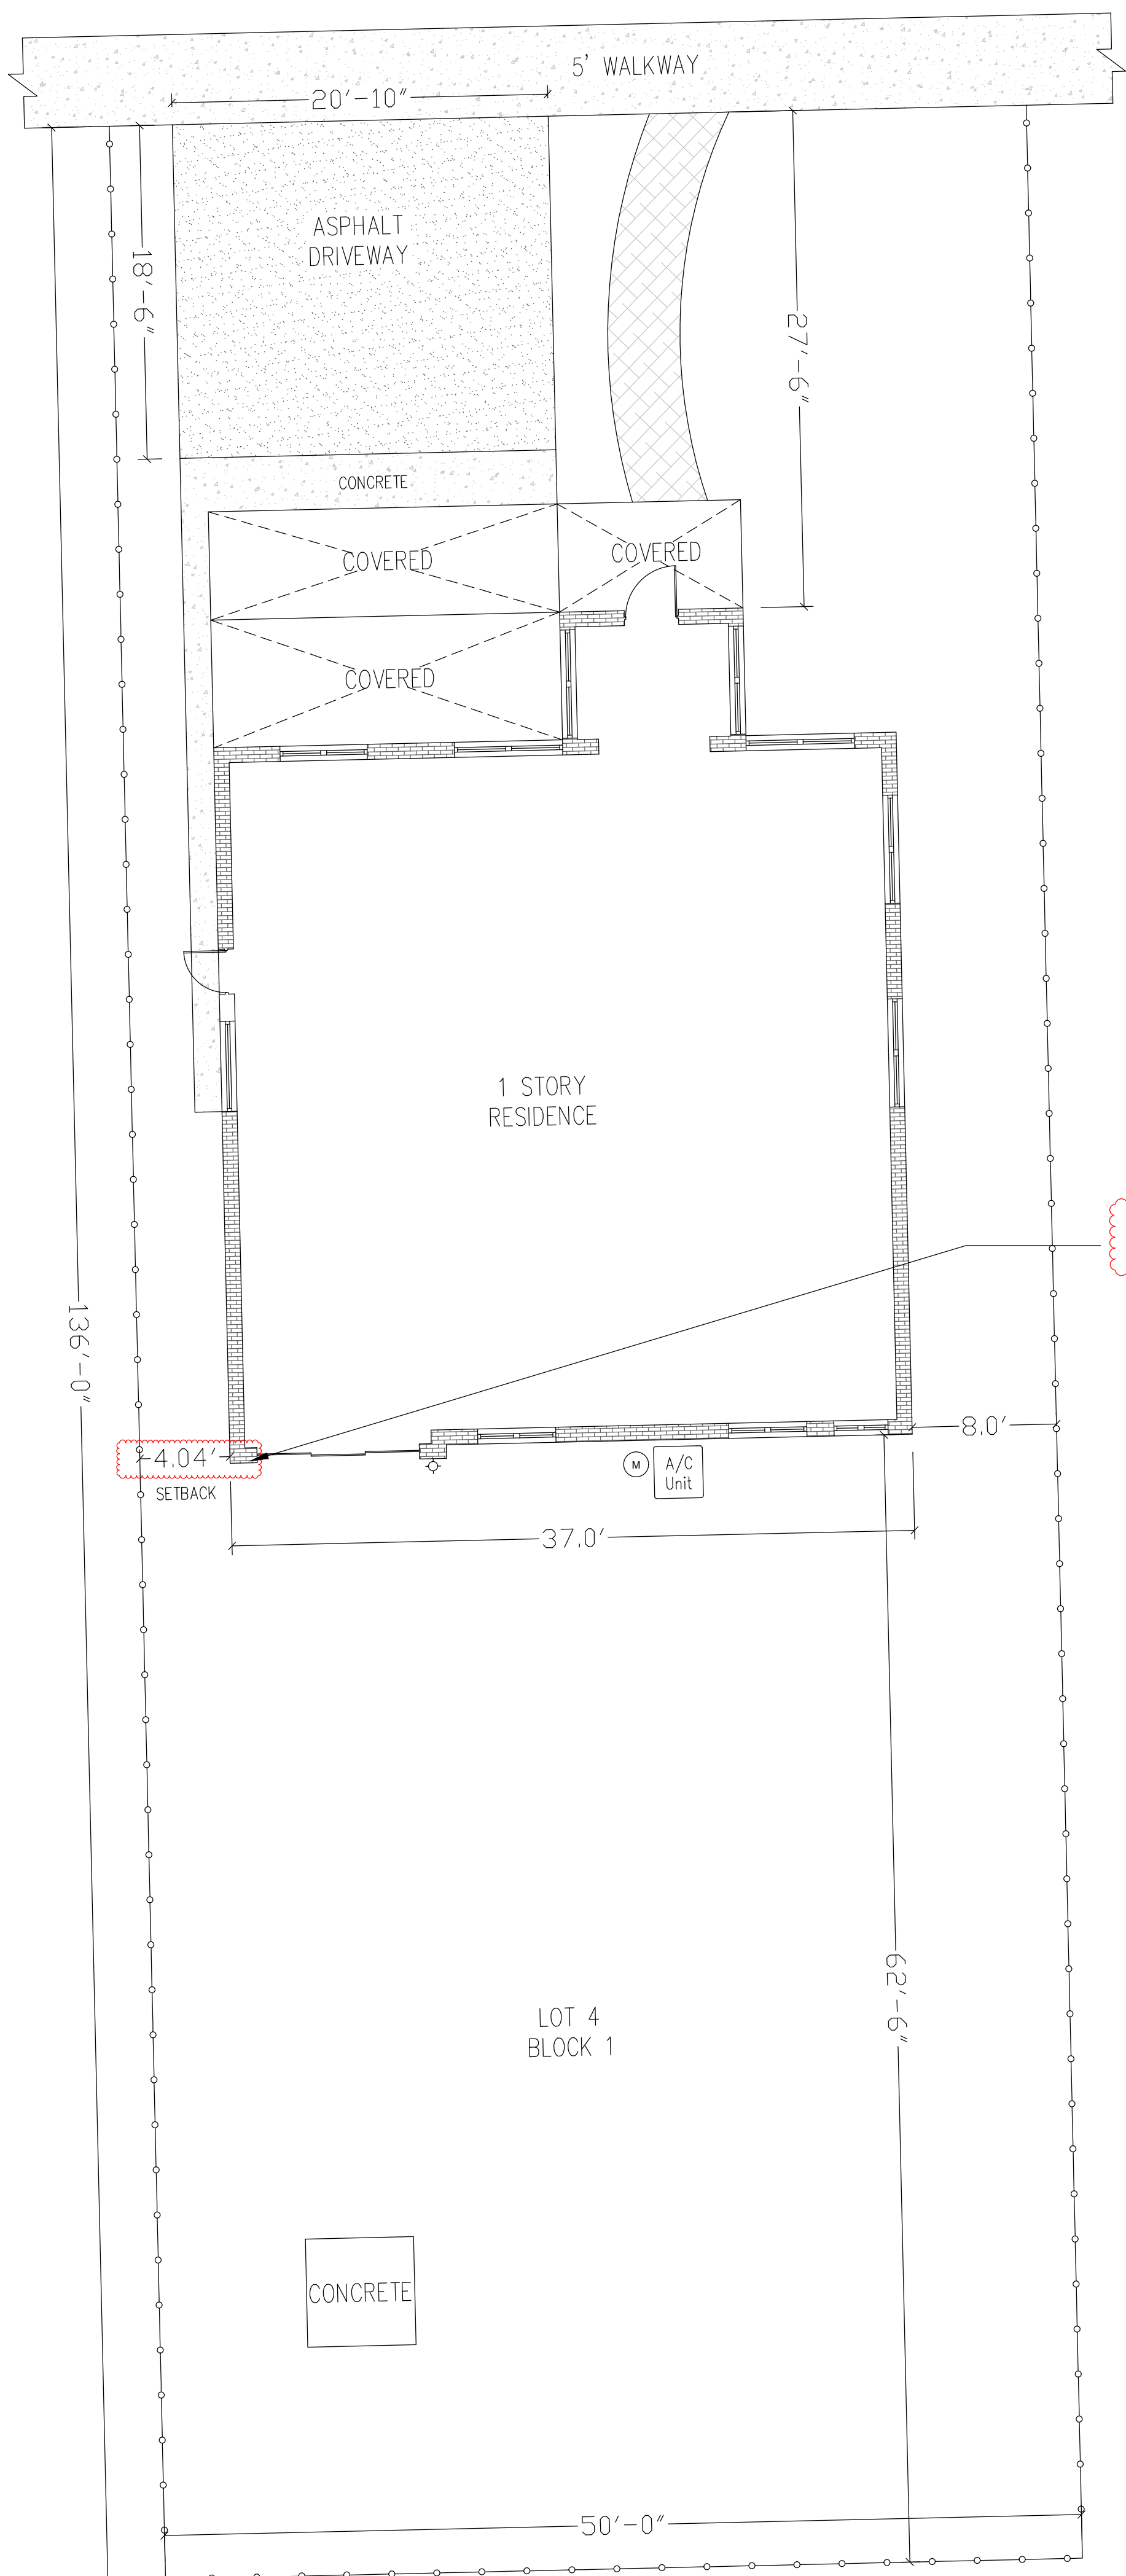 5' WALKWAY
20'-10"
ASPHALT
DRIVEWAY
18'-6"
27'-6"
CONCRETE
COVERED
COVERED
COVERED
1 STORY
RESIDENCE
136'-0"
8.0'
4.04'
SETBACK
M
A/C
Unit
37.0'
62'-6"
LOT 4
BLOCK 1
CONCRETE
50'-0"